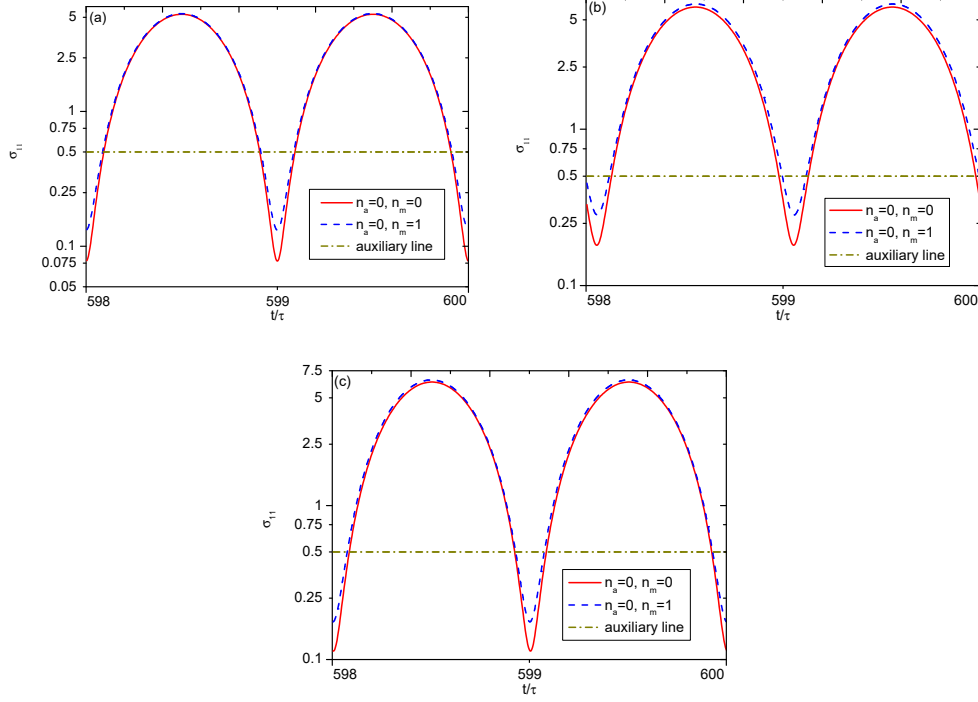 (a)
5
2.5
1
0.75
0.5
0.25
0.1
0.075
0.05
σ₁₁
n_a=0, n_m=0
n_a=0, n_m=1
auxiliary line
598
599
600
t/τ
(b)
5
2.5
1
0.75
0.5
0.25
0.1
σ₁₁
n_a=0, n_m=0
n_a=0, n_m=1
auxiliary line
598
599
600
t/τ
(c)
7.5
5
2.5
1
0.75
0.5
0.25
0.1
σ₁₁
n_a=0, n_m=0
n_a=0, n_m=1
auxiliary line
598
599
600
t/τ